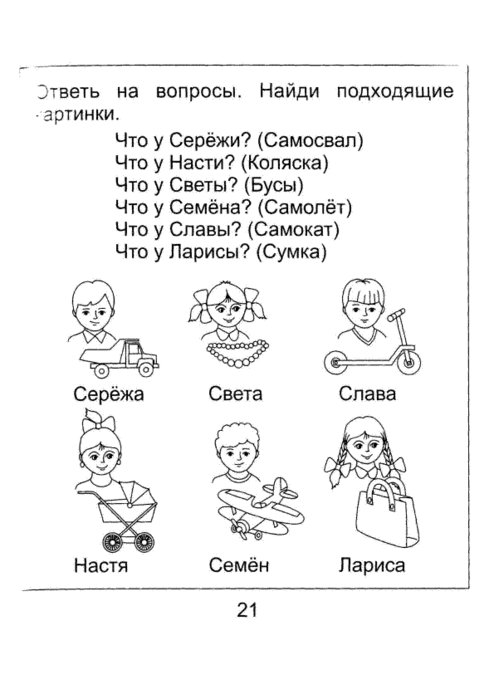 Ответь на вопросы. Найди подходящие
картинки.
Что у Серёжи? (Самосвал)
Что у Насти? (Коляска)
Что у Светы? (Бусы)
Что у Семёна? (Самолёт)
Что у Славы? (Самокат)
Что у Ларисы? (Сумка)
Серёжа Света Слава
Настя Семён Лариса
21